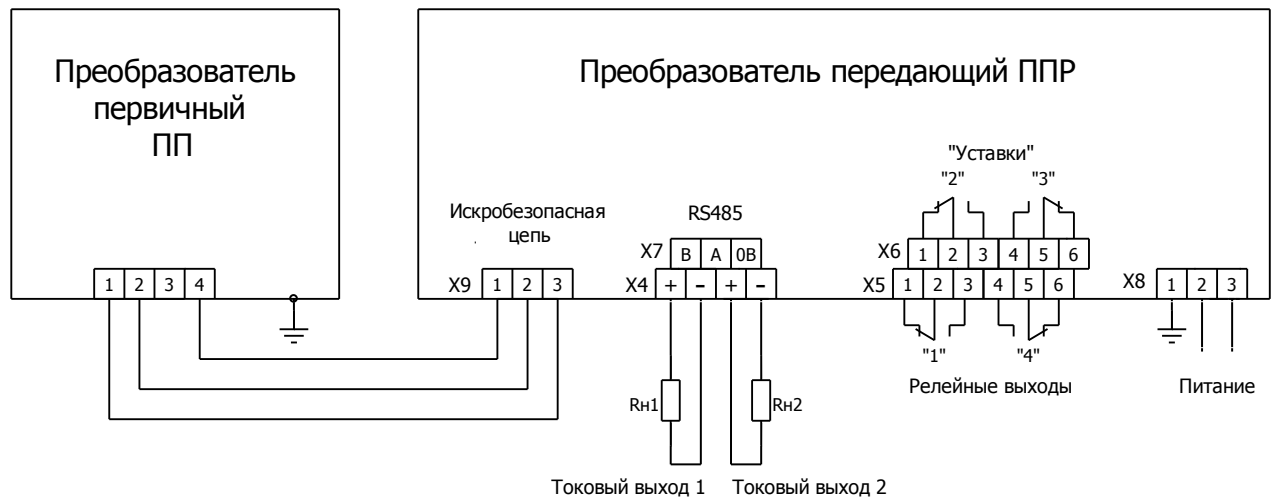 Преобразователь
первичный
ПП
1 2 3 4
Преобразователь передающий ППР
Искробезопасная
цепь
X9 1 2 3
RS485
X7 B A 0B
X4 + - + -
Rн1
Rн2
Токовый выход 1
Токовый выход 2
"Уставки"
"2" "3"
X6 1 2 3 4 5 6
X5 1 2 3 4 5 6
"1" "4"
Релейные выходы
X8 1 2 3
Питание